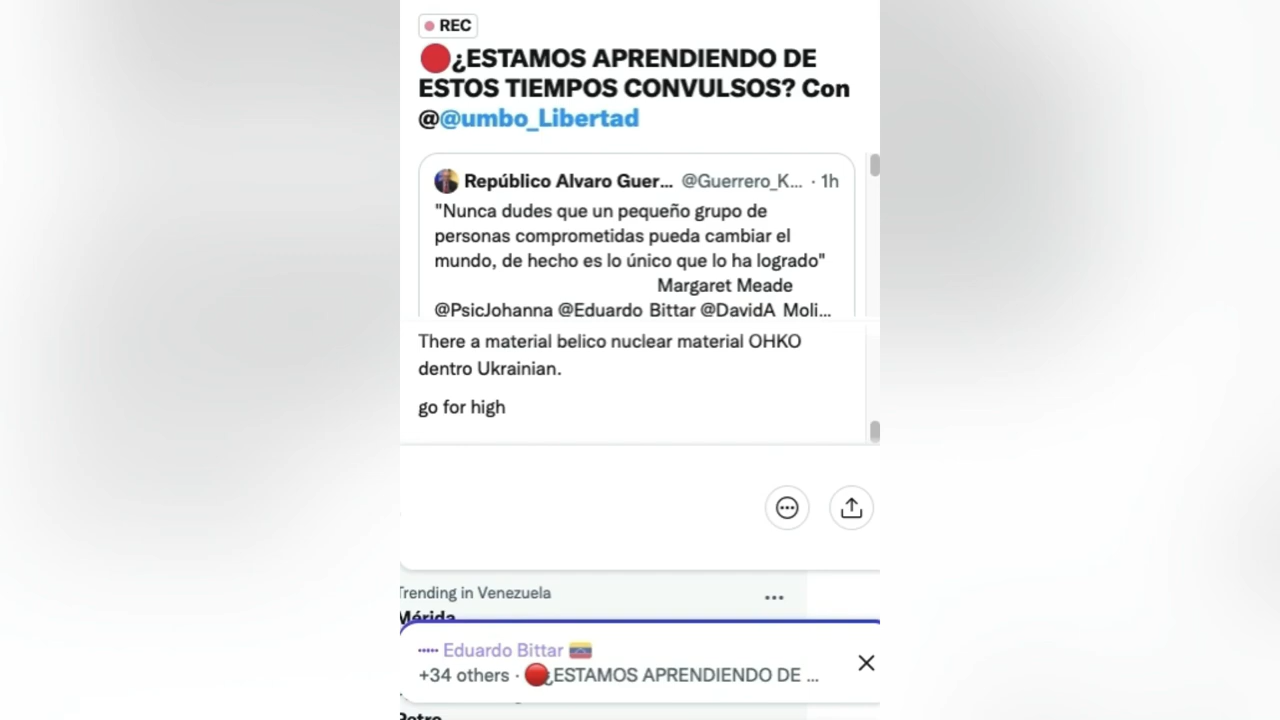 REC
🔴¿ESTAMOS APRENDIENDO DE
ESTOS TIEMPOS CONVULSOS? Con
@@umbo_Libertad
Repúblico Alvaro Guer... @Guerrero_K... · 1h
"Nunca dudes que un pequeño grupo de
personas comprometidas pueda cambiar el
mundo, de hecho es lo único que lo ha logrado"
Margaret Meade
@PsicJohanna @Eduardo_Bittar @DavidA_Moli...
There a material belico nuclear material OHKO
dentro Ukrainian.
go for high
Trending in Venezuela
Mérida
Eduardo Bittar 🇻🇪
+34 others · 🔴¿ESTAMOS APRENDIENDO DE ...
Petro